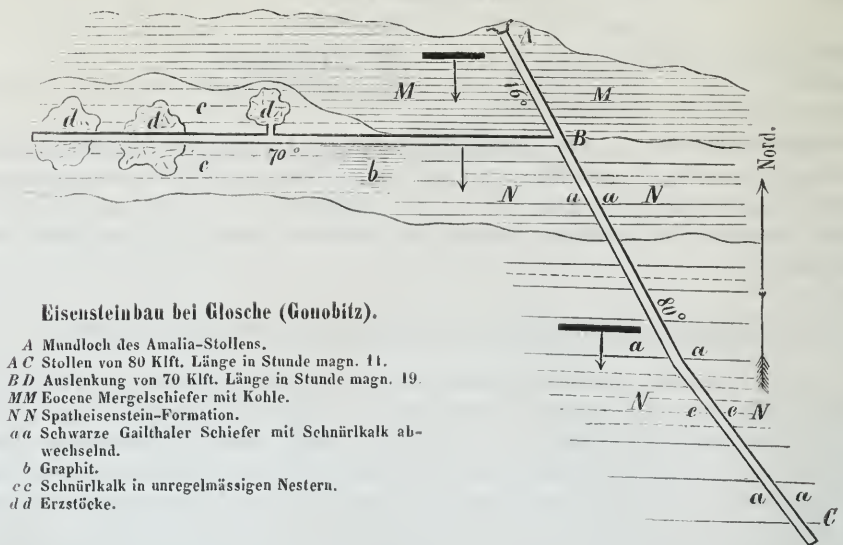 A
M
16°
M
c
d
d
d
B
Nord.
70°
c
b
N
a
a
N
80°
a
a
N
c
c
N
a
a
C
Eisensteinbau bei Glosche (Gonobitz).
A Mundloch des Amalia-Stollens.
A C Stollen von 80 Klft. Länge in Stunde magn. 11.
B D Auslenkung von 70 Klft. Länge in Stunde magn. 19.
M M Eocene Mergelschiefer mit Kohle.
N N Spatheisenstein-Formation.
a a Schwarze Gailthaler Schiefer mit Schnürlkalk ab-
wechselnd.
b Graphit.
c c Schnürlkalk in unregelmässigen Nestern.
d d Erzstöcke.